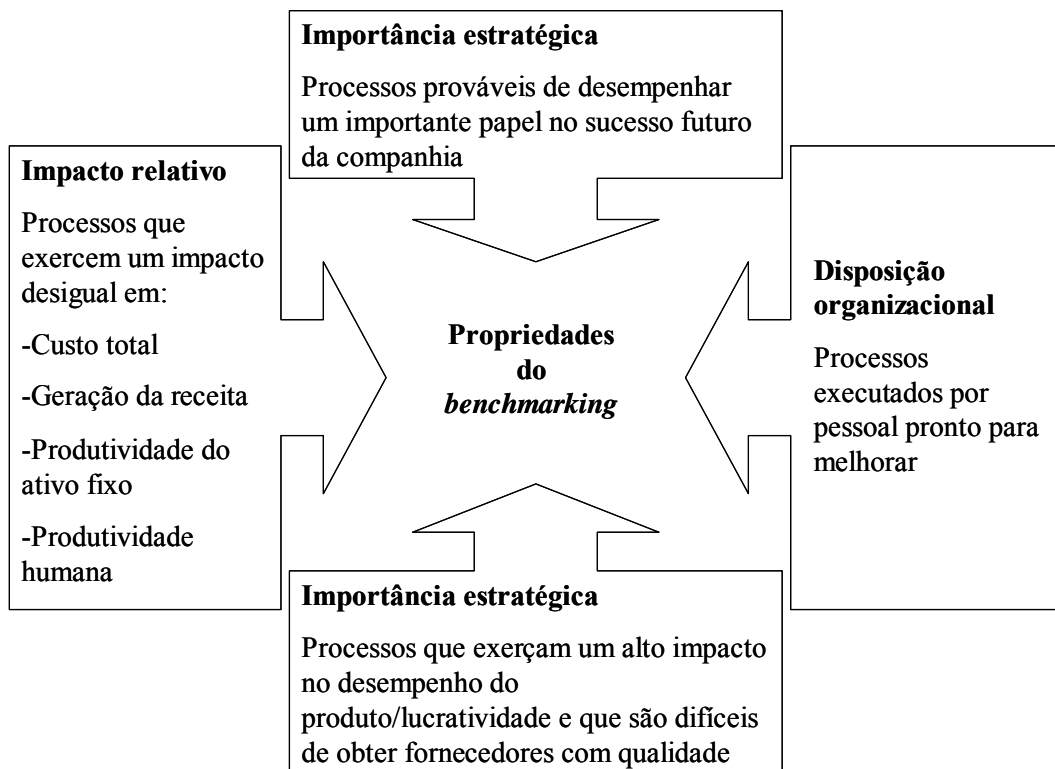 Importância estratégica
Processos prováveis de desempenhar
um importante papel no sucesso futuro
da companhia
Impacto relativo
Processos que
exercem um impacto
desigual em:
-Custo total
-Geração da receita
-Produtividade do
ativo fixo
-Produtividade
humana
Propriedades
do
benchmarking
Disposição
organizacional
Processos
executados por
pessoal pronto para
melhorar
Importância estratégica
Processos que exerçam um alto impacto
no desempenho do
produto/lucratividade e que são difíceis
de obter fornecedores com qualidade